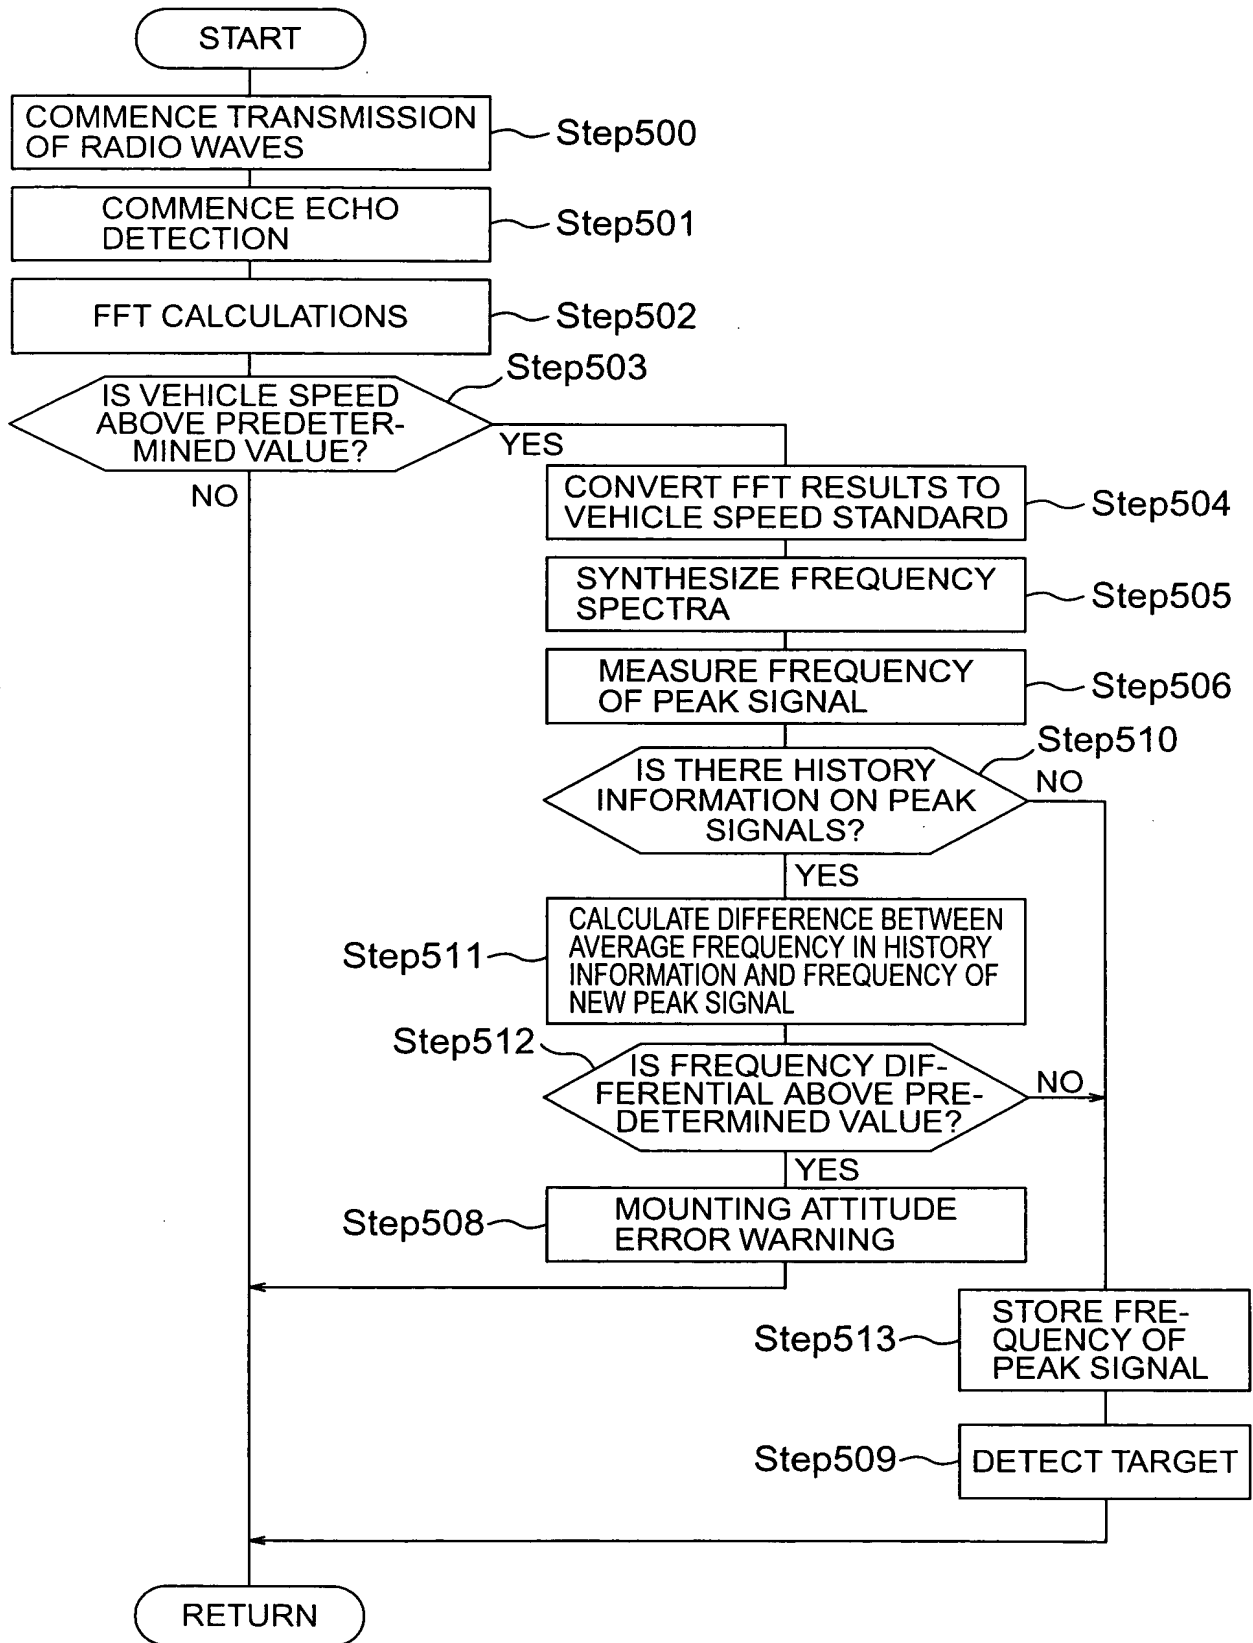 START
COMMENCE TRANSMISSION
OF RADIO WAVES
Step500
COMMENCE ECHO
DETECTION
Step501
FFT CALCULATIONS
Step502
Step503
IS VEHICLE SPEED
ABOVE PREDETER-
MINED VALUE?
YES
NO
CONVERT FFT RESULTS TO
VEHICLE SPEED STANDARD
Step504
SYNTHESIZE FREQUENCY
SPECTRA
Step505
MEASURE FREQUENCY
OF PEAK SIGNAL
Step506
Step510
IS THERE HISTORY
INFORMATION ON PEAK
SIGNALS?
NO
YES
CALCULATE DIFFERENCE BETWEEN
AVERAGE FREQUENCY IN HISTORY
INFORMATION AND FREQUENCY OF
NEW PEAK SIGNAL
Step511
Step512
IS FREQUENCY DIF-
FERENTIAL ABOVE PRE-
DETERMINED VALUE?
NO
YES
Step508
MOUNTING ATTITUDE
ERROR WARNING
Step513
STORE FRE-
QUENCY OF
PEAK SIGNAL
Step509
DETECT TARGET
RETURN